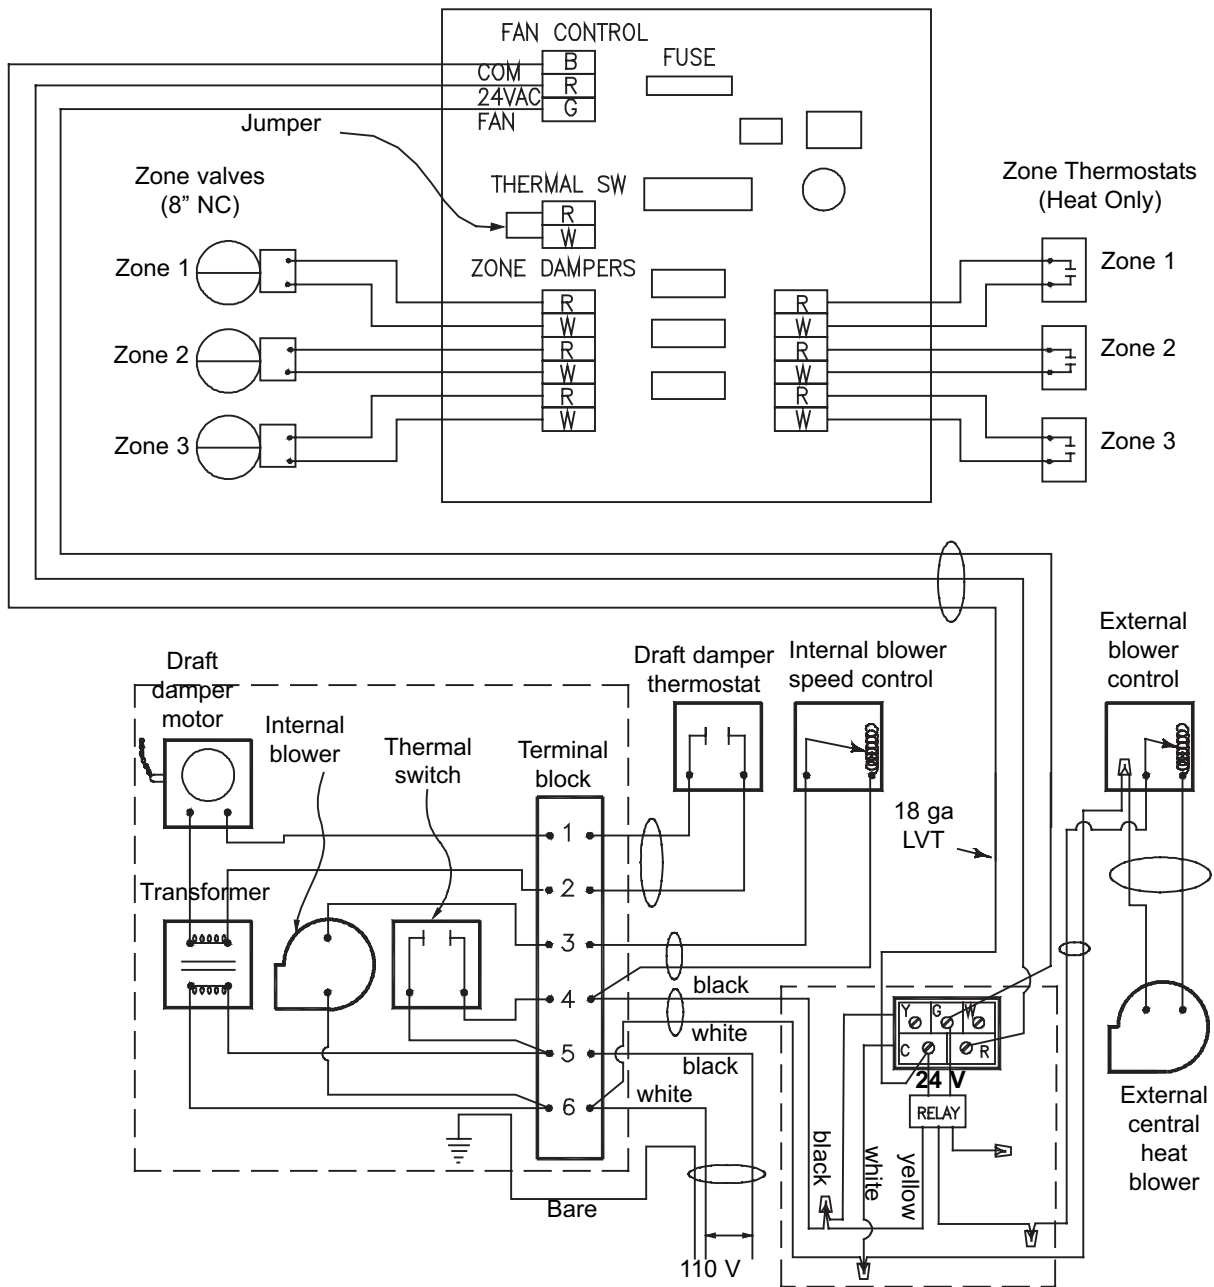 FAN CONTROL
B
COM
R
24VAC
G
FAN
FUSE
Jumper
Zone valves
(8” NC)
THERMAL SW
R
W
Zone Thermostats
(Heat Only)
Zone 1
ZONE DAMPERS
R
W
R
W
R
W
R
W
R
W
R
W
Zone 1
Zone 2
Zone 2
Zone 3
Zone 3
Draft
damper
motor
Internal
blower
Thermal
switch
Terminal
block
Draft damper
thermostat
Internal blower
speed control
External
blower
control
18 ga
LVT
Transformer
1
2
3
4
5
6
black
white
black
white
Y
G
W
C
R
24 V
RELAY
black
white
yellow
External
central
heat
blower
Bare
110 V